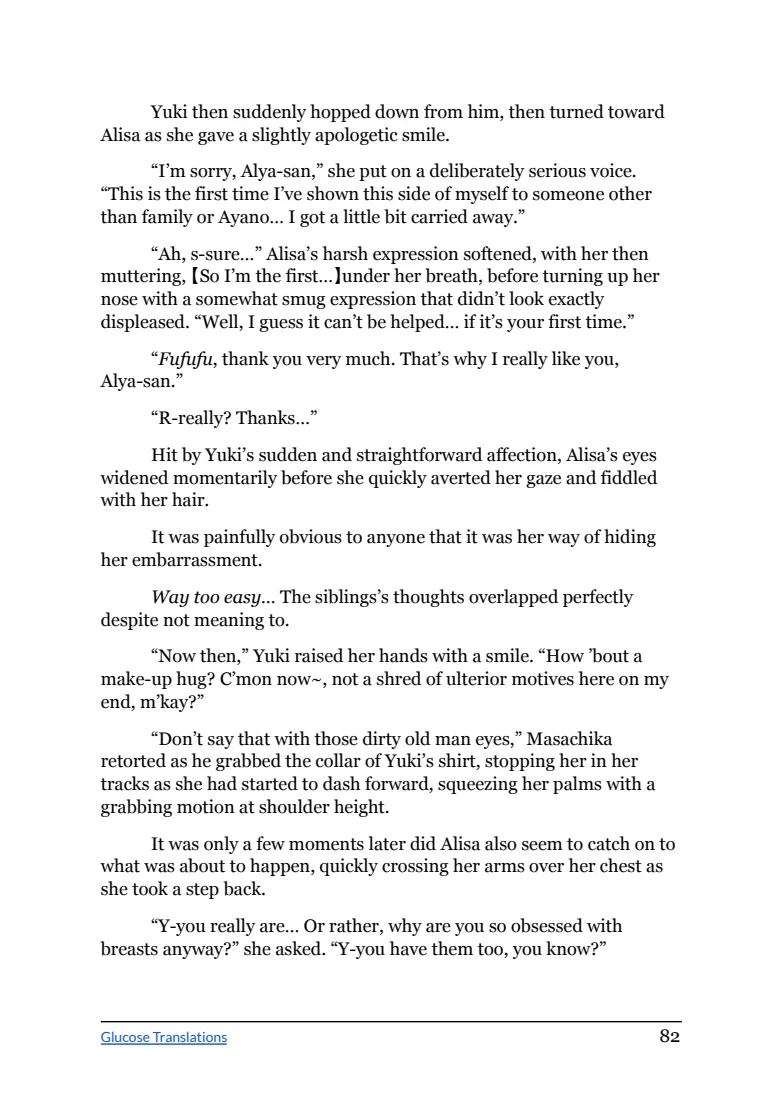 Yuki then suddenly hopped down from him, then turned toward
Alisa as she gave a slightly apologetic smile.
“I’m sorry, Alya-san,” she put on a deliberately serious voice.
“This is the first time I’ve shown this side of myself to someone other
than family or Ayano… I got a little bit carried away.”
“Ah, s-sure…” Alisa’s harsh expression softened, with her then
muttering,【So I’m the first…】under her breath, before turning up her
nose with a somewhat smug expression that didn’t look exactly
displeased. “Well, I guess it can’t be helped… if it’s your first time.”
“Fufufu, thank you very much. That’s why I really like you,
Alya-san.”
“R-really? Thanks…”
Hit by Yuki’s sudden and straightforward affection, Alisa’s eyes
widened momentarily before she quickly averted her gaze and fiddled
with her hair.
It was painfully obvious to anyone that it was her way of hiding
her embarrassment.
Way too easy… The siblings’s thoughts overlapped perfectly
despite not meaning to.
“Now then,” Yuki raised her hands with a smile. “How ’bout a
make-up hug? C’mon now~, not a shred of ulterior motives here on my
end, m’kay?”
“Don’t say that with those dirty old man eyes,” Masachika
retorted as he grabbed the collar of Yuki’s shirt, stopping her in her
tracks as she had started to dash forward, squeezing her palms with a
grabbing motion at shoulder height.
It was only a few moments later did Alisa also seem to catch on to
what was about to happen, quickly crossing her arms over her chest as
she took a step back.
“Y-you really are… Or rather, why are you so obsessed with
breasts anyway?” she asked. “Y-you have them too, you know?”
Glucose Translations 82